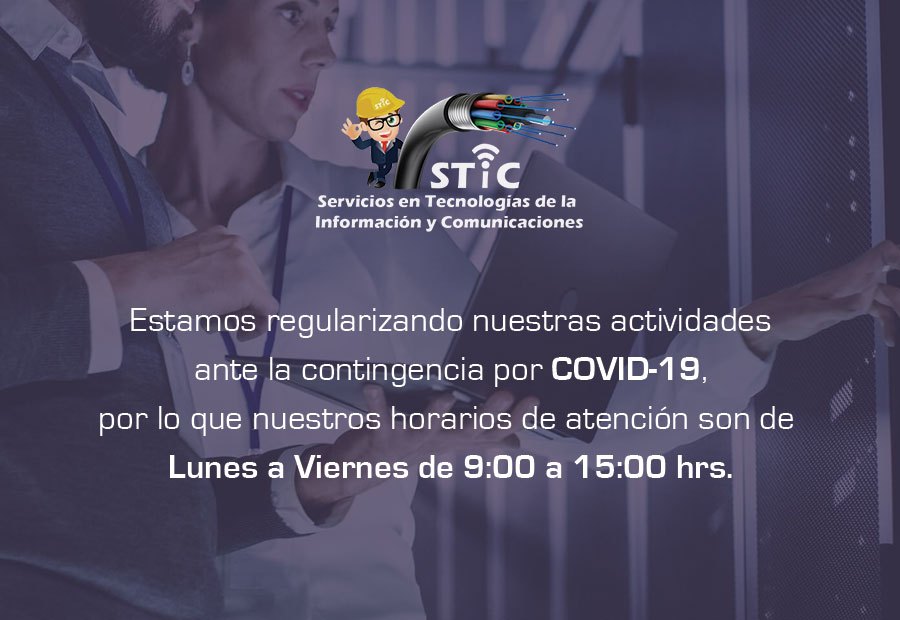 STiC
STiC
Servicios en Tecnologías de la
Información y Comunicaciones
Estamos regularizando nuestras actividades
ante la contingencia por COVID-19,
por lo que nuestros horarios de atención son de
Lunes a Viernes de 9:00 a 15:00 hrs.